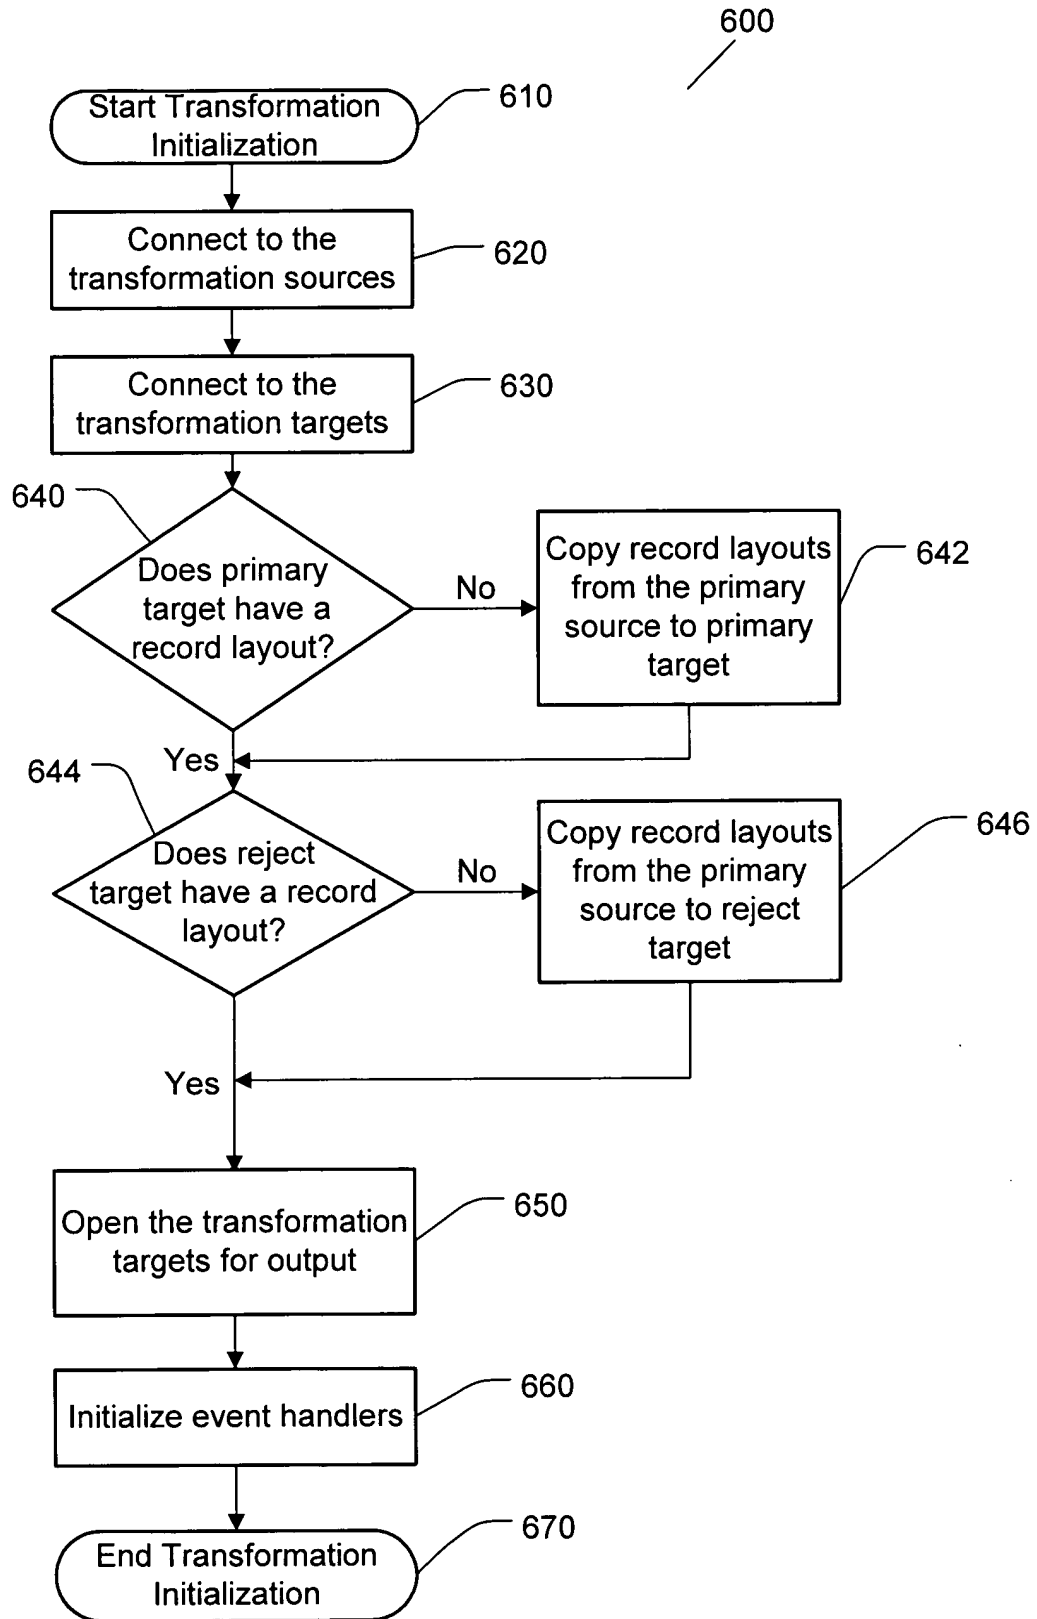 600
Start Transformation
Initialization
610
Connect to the
transformation sources
620
Connect to the
transformation targets
630
640
Does primary
target have a
record layout?
No
Copy record layouts
from the primary
source to primary
target
642
Yes
644
Does reject
target have a record
layout?
No
Copy record layouts
from the primary
source to reject
target
646
Yes
Open the transformation
targets for output
650
Initialize event handlers
660
End Transformation
Initialization
670